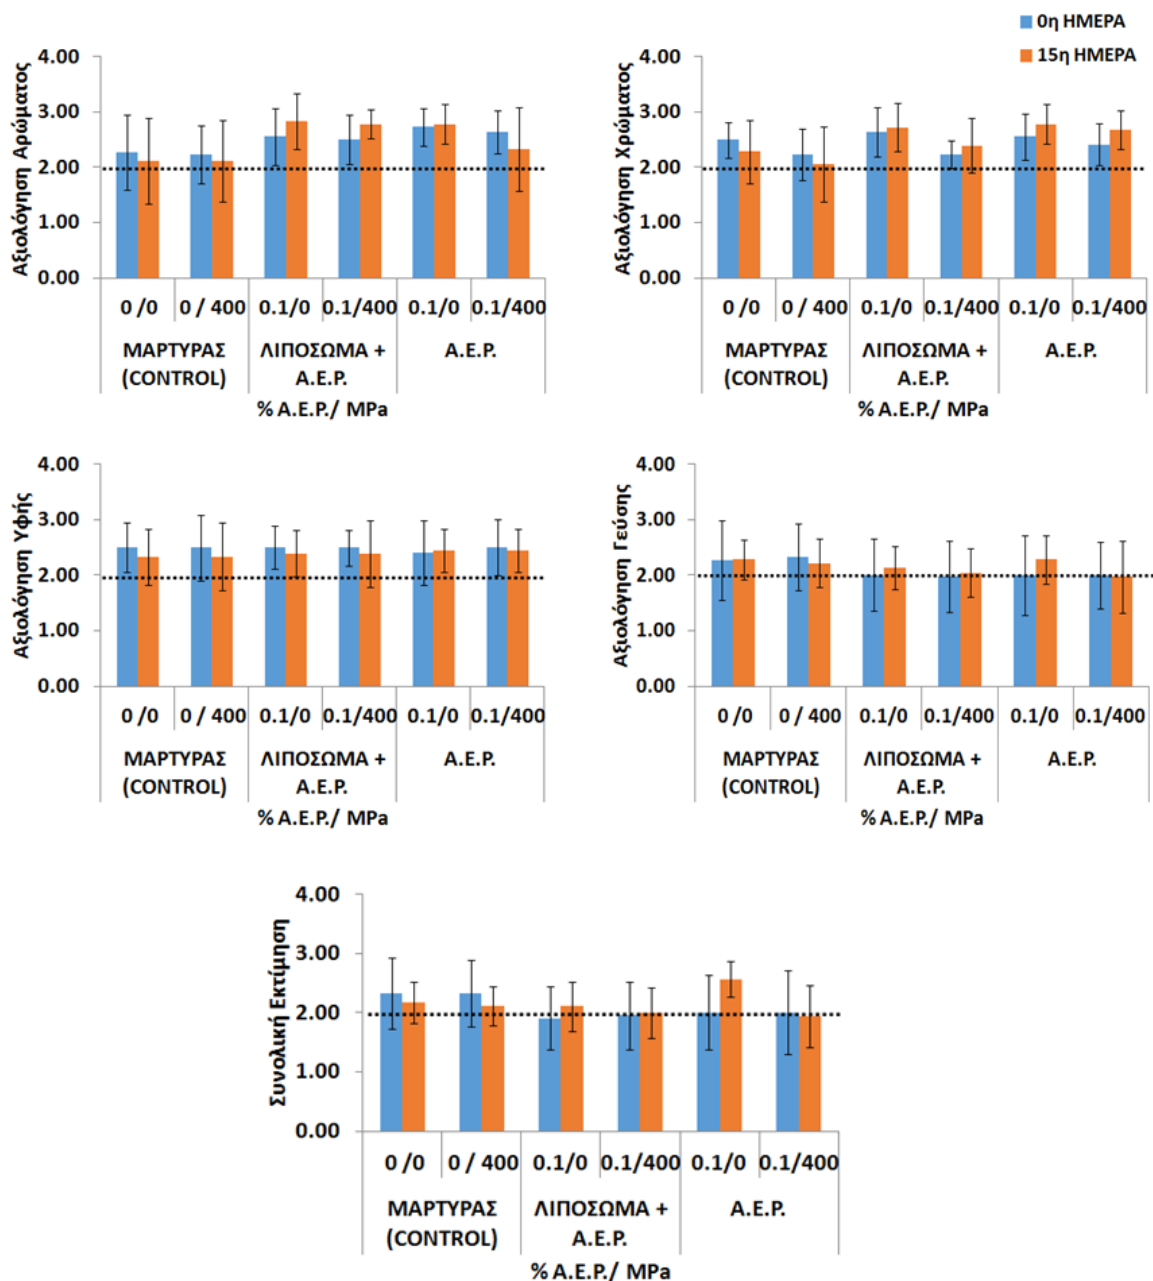 0η ΗΜΕΡΑ
15η ΗΜΕΡΑ
Αξιολόγηση Αρώματος
4.00
3.00
2.00
1.00
0.00
0 /0 0 / 400 0.1/0 0.1/400 0.1/0 0.1/400
ΜΑΡΤΥΡΑΣ ΛΙΠΟΣΩΜΑ + Α.Ε.Ρ.
(CONTROL) Α.Ε.Ρ.
% Α.Ε.Ρ./ MPa
Αξιολόγηση Χρώματος
4.00
3.00
2.00
1.00
0.00
0 /0 0 / 400 0.1/0 0.1/400 0.1/0 0.1/400
ΜΑΡΤΥΡΑΣ ΛΙΠΟΣΩΜΑ + Α.Ε.Ρ.
(CONTROL) Α.Ε.Ρ.
% Α.Ε.Ρ./ MPa
Αξιολόγηση Υφής
4.00
3.00
2.00
1.00
0.00
0 /0 0 / 400 0.1/0 0.1/400 0.1/0 0.1/400
ΜΑΡΤΥΡΑΣ ΛΙΠΟΣΩΜΑ + Α.Ε.Ρ.
(CONTROL) Α.Ε.Ρ.
% Α.Ε.Ρ./ MPa
Αξιολόγηση Γεύσης
4.00
3.00
2.00
1.00
0.00
0 /0 0 / 400 0.1/0 0.1/400 0.1/0 0.1/400
ΜΑΡΤΥΡΑΣ ΛΙΠΟΣΩΜΑ + Α.Ε.Ρ.
(CONTROL) Α.Ε.Ρ.
% Α.Ε.Ρ./ MPa
Συνολική Εκτίμηση
4.00
3.00
2.00
1.00
0.00
0 /0 0 / 400 0.1/0 0.1/400 0.1/0 0.1/400
ΜΑΡΤΥΡΑΣ ΛΙΠΟΣΩΜΑ + Α.Ε.Ρ.
(CONTROL) Α.Ε.Ρ.
% Α.Ε.Ρ./ MPa